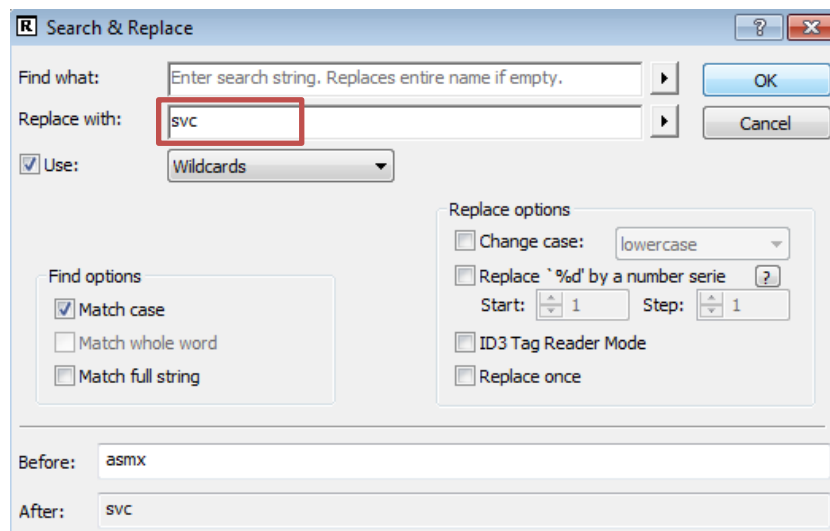 R Search & Replace ?
Find what: Enter search string. Replaces entire name if empty. OK
Replace with: svc Cancel
Use: Wildcards
Replace options
Change case: lowercase
Find options
Replace `%d' by a number serie ?
Match case
Start: 1 Step: 1
Match whole word
ID3 Tag Reader Mode
Match full string
Replace once
Before: asmx
After: svc